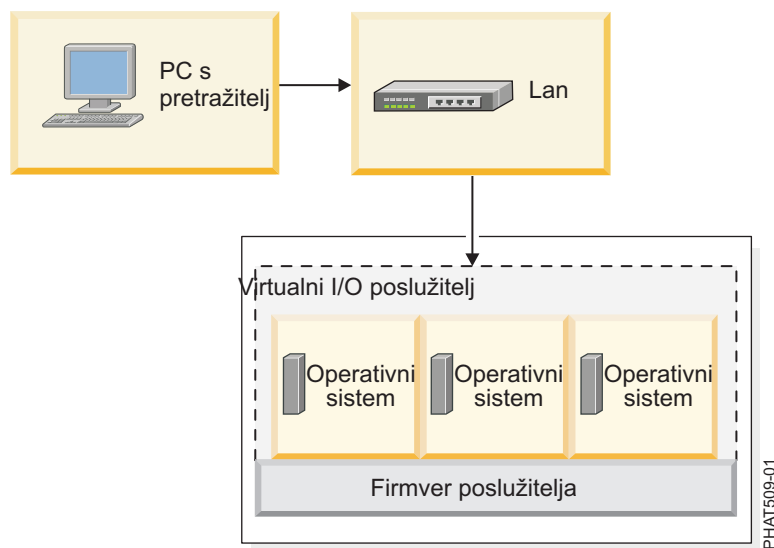 PC s
pretražitelj
Lan
Virtualni I/O poslužitelj
Operativni
sistem
Operativni
sistem
Operativni
sistem
Firmver poslužitelja
PHAT509-01